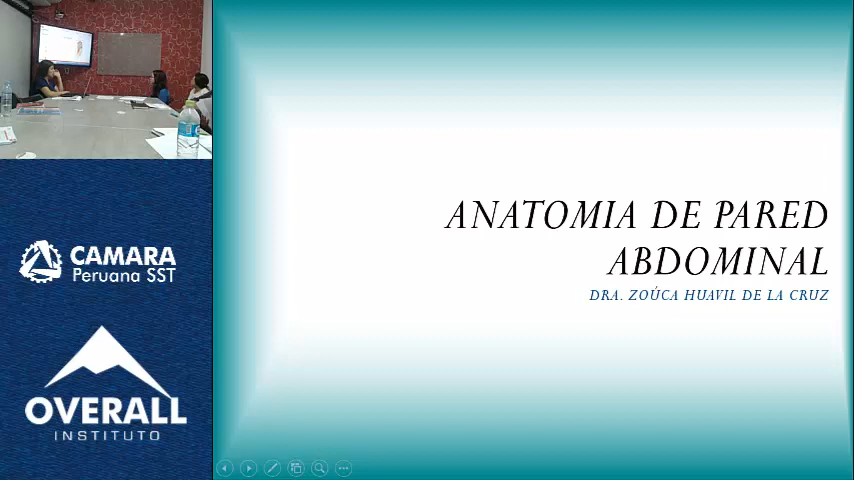 CAMARA
Peruana SST
OVERALL
INSTITUTO
ANATOMIA DE PARED
ABDOMINAL
DRA. ZOÚCA HUAVIL DE LA CRUZ